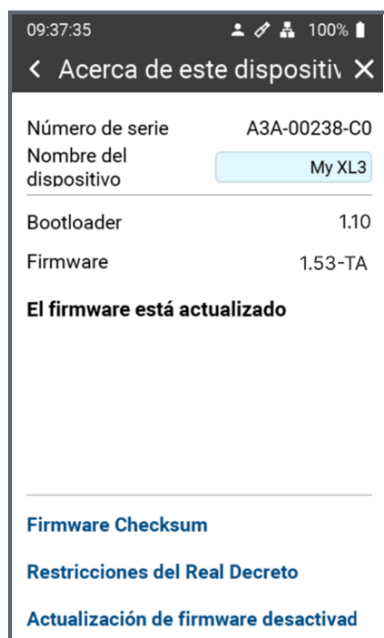 09:37:35 100%
Acerca de este dispositiv
Número de serie A3A-00238-C0
Nombre del
dispositivo My XL3
Bootloader 1.10
Firmware 1.53-TA
El firmware está actualizado
Firmware Checksum
Restricciones del Real Decreto
Actualización de firmware desactivad